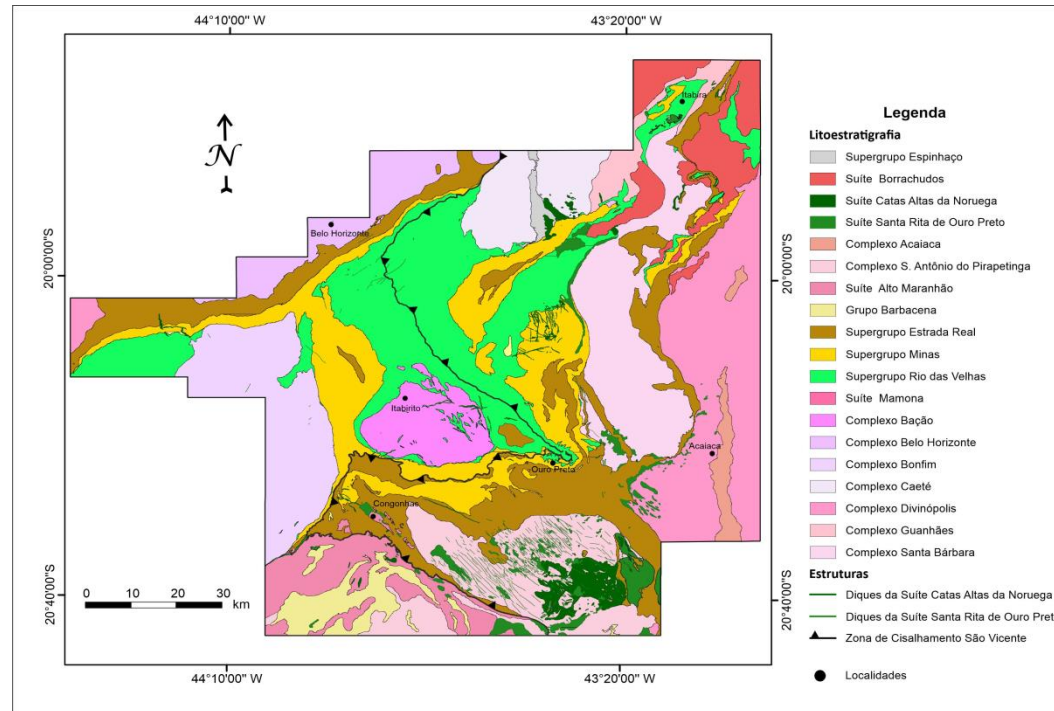 44°10'00" W
43°20'00" W
N
Itabira
Belo Horizonte
20°00'00"S
20°00'00"S
Itabirito
Acaiaca
Ouro Preta
Congonhas
0 10 20 30 km
20°40'00"S
20°40'00"S
44°10'00" W
43°20'00" W
Legenda
Litoestratigrafia
Supergrupo Espinhaço
Suíte Borrachudos
Suíte Catas Altas da Noruega
Suíte Santa Rita de Ouro Preto
Complexo Acaiaca
Complexo S. Antônio do Pirapetinga
Suíte Alto Maranhão
Grupo Barbacena
Supergrupo Estrada Real
Supergrupo Minas
Supergrupo Rio das Velhas
Suíte Mamona
Complexo Bação
Complexo Belo Horizonte
Complexo Bonfim
Complexo Caeté
Complexo Divinópolis
Complexo Guanhães
Complexo Santa Bárbara
Estruturas
Diques da Suíte Catas Altas da Noruega
Diques da Suíte Santa Rita de Ouro Pret
Zona de Cisalhamento São Vicente
Localidades